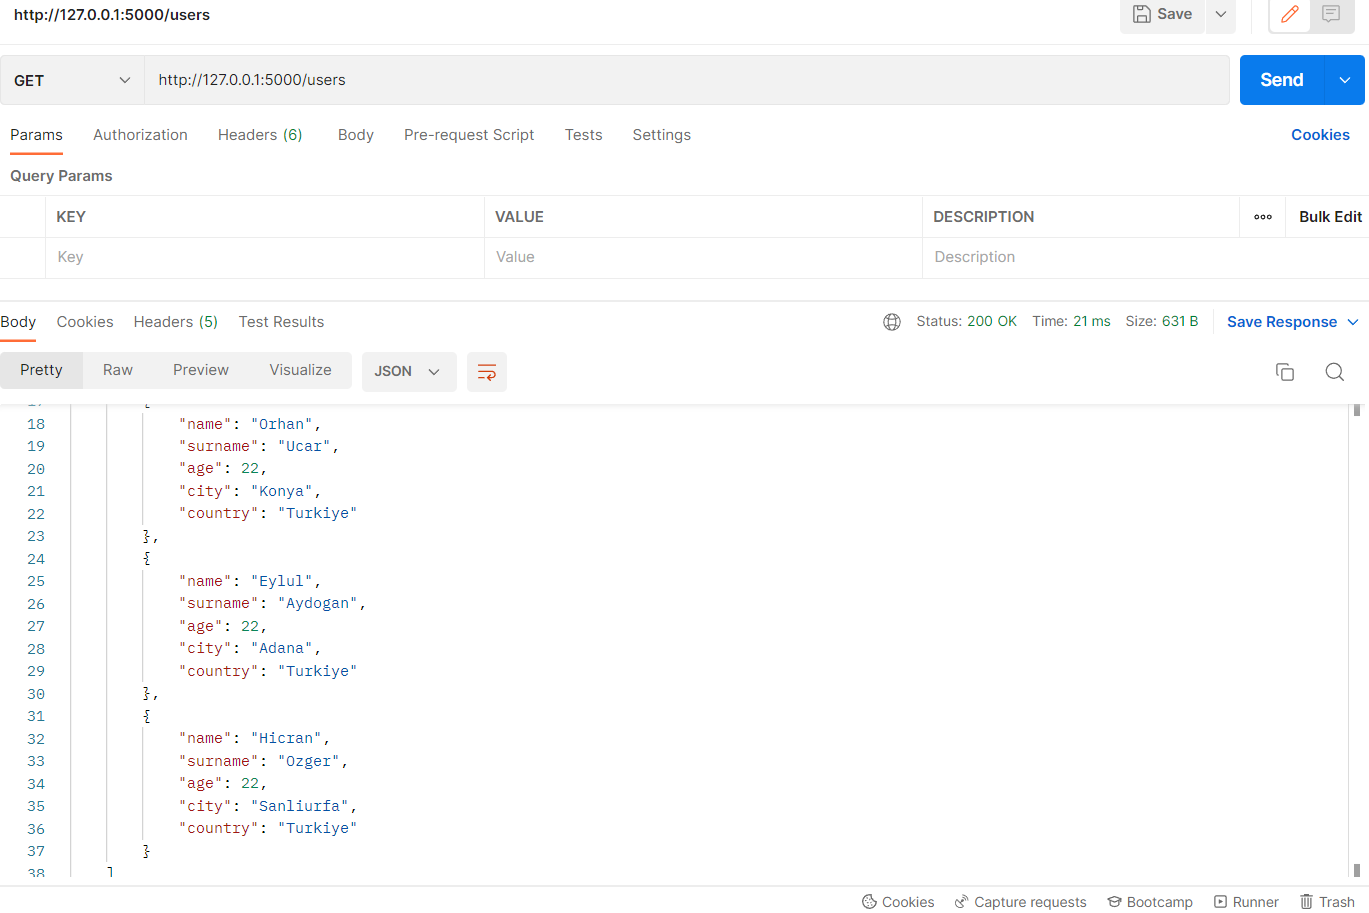 http://127.0.0.1:5000/users
Save
GET http://127.0.0.1:5000/users Send
Params Authorization Headers (6) Body Pre-request Script Tests Settings Cookies
Query Params
KEY VALUE DESCRIPTION ooo Bulk Edit
Key Value Description
Body Cookies Headers (5) Test Results Status: 200 OK Time: 21 ms Size: 631 B Save Response
Pretty Raw Preview Visualize JSON
18 "name": "Orhan",
19 "surname": "Ucar",
20 "age": 22,
21 "city": "Konya",
22 "country": "Turkiye"
23 },
24 {
25 "name": "Eylul",
26 "surname": "Aydogan",
27 "age": 22,
28 "city": "Adana",
29 "country": "Turkiye"
30 },
31 {
32 "name": "Hicran",
33 "surname": "Ozger",
34 "age": 22,
35 "city": "Sanliurfa",
36 "country": "Turkiye"
37 }
38 ]
Cookies Capture requests Bootcamp Runner Trash